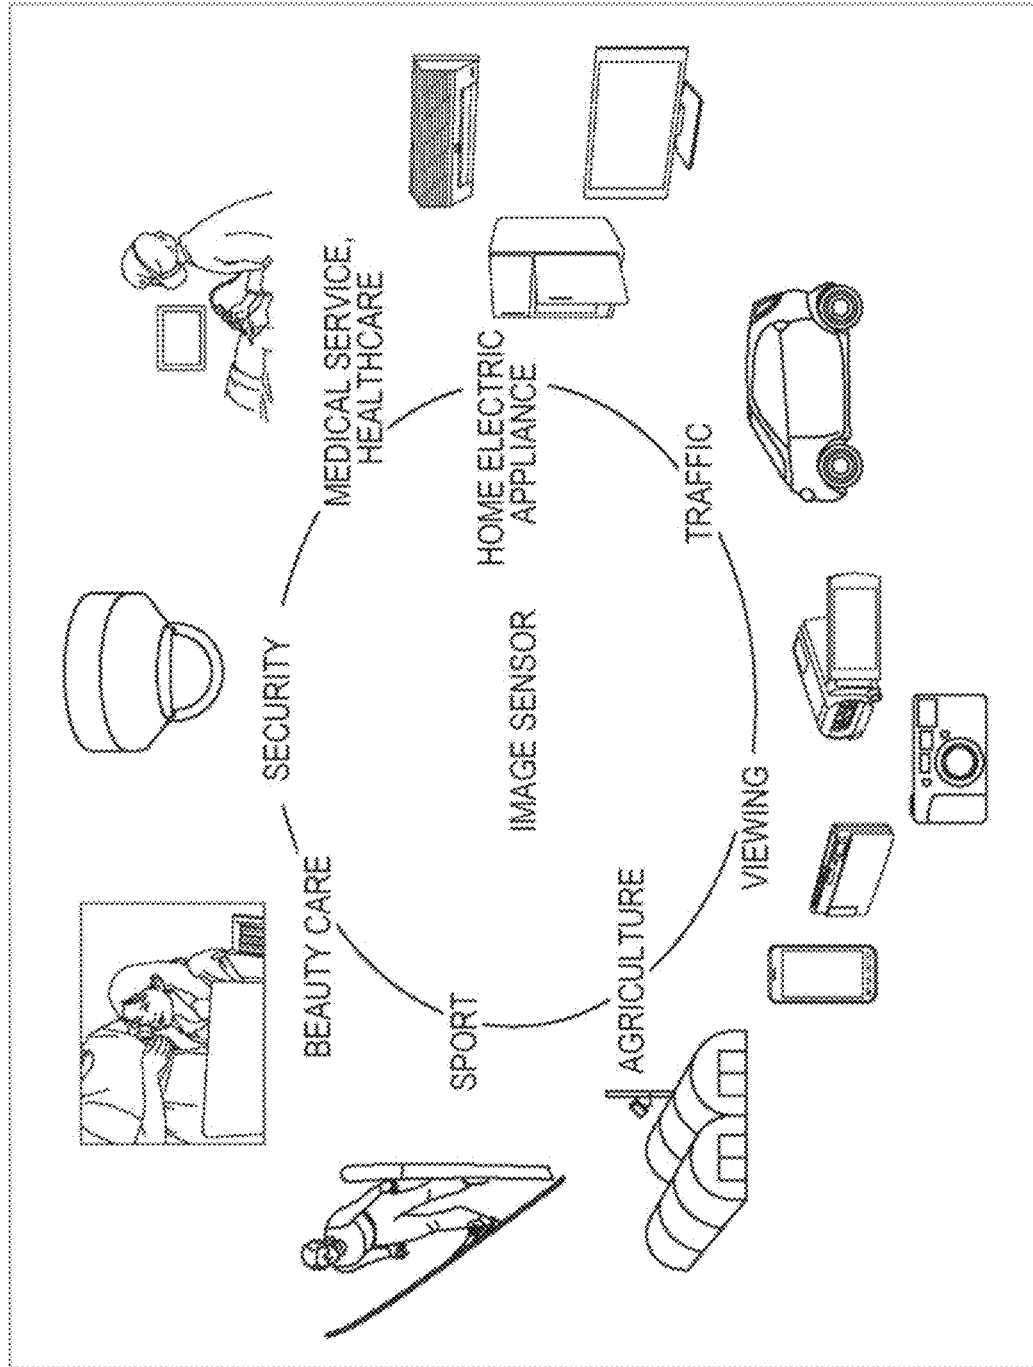 SECURITY
MEDICAL SERVICE,
HEALTHCARE
HOME ELECTRIC
APPLIANCE
TRAFFIC
VIEWING
AGRICULTURE
SPORT
BEAUTY CARE
IMAGE SENSOR